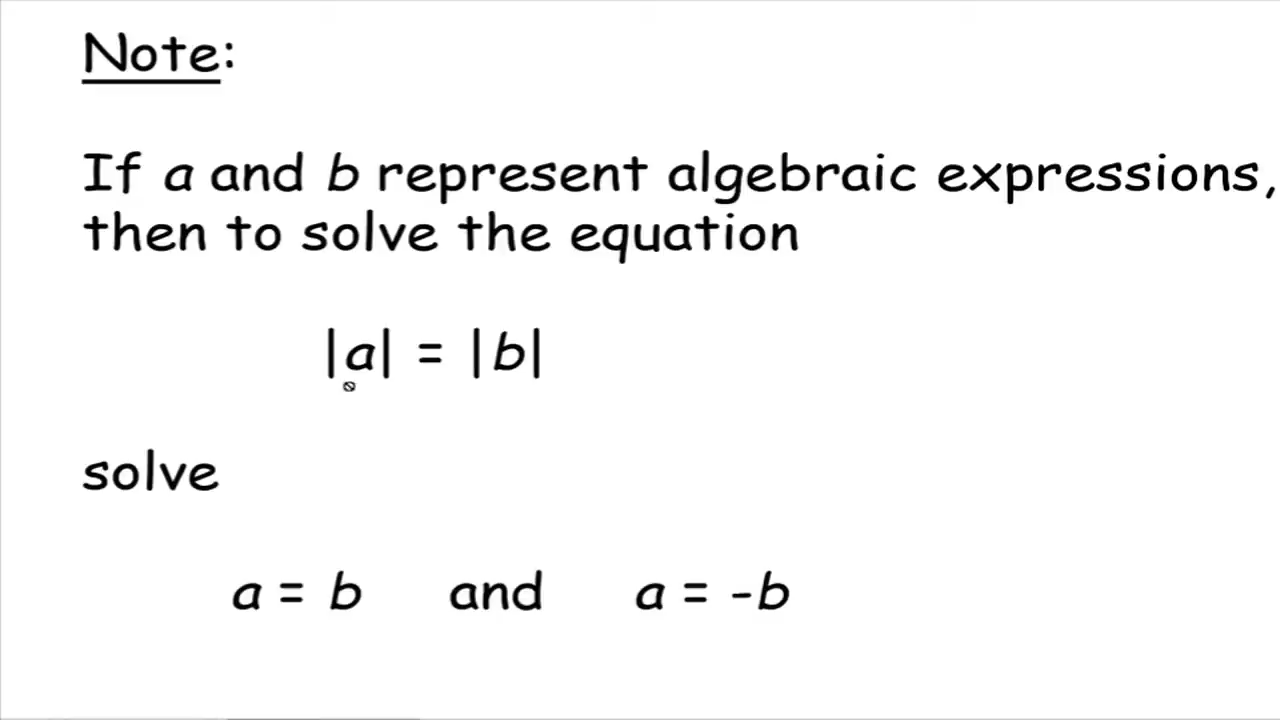 Note:
If a and b represent algebraic expressions,
then to solve the equation
|a| = |b|
solve
a = b and a = -b